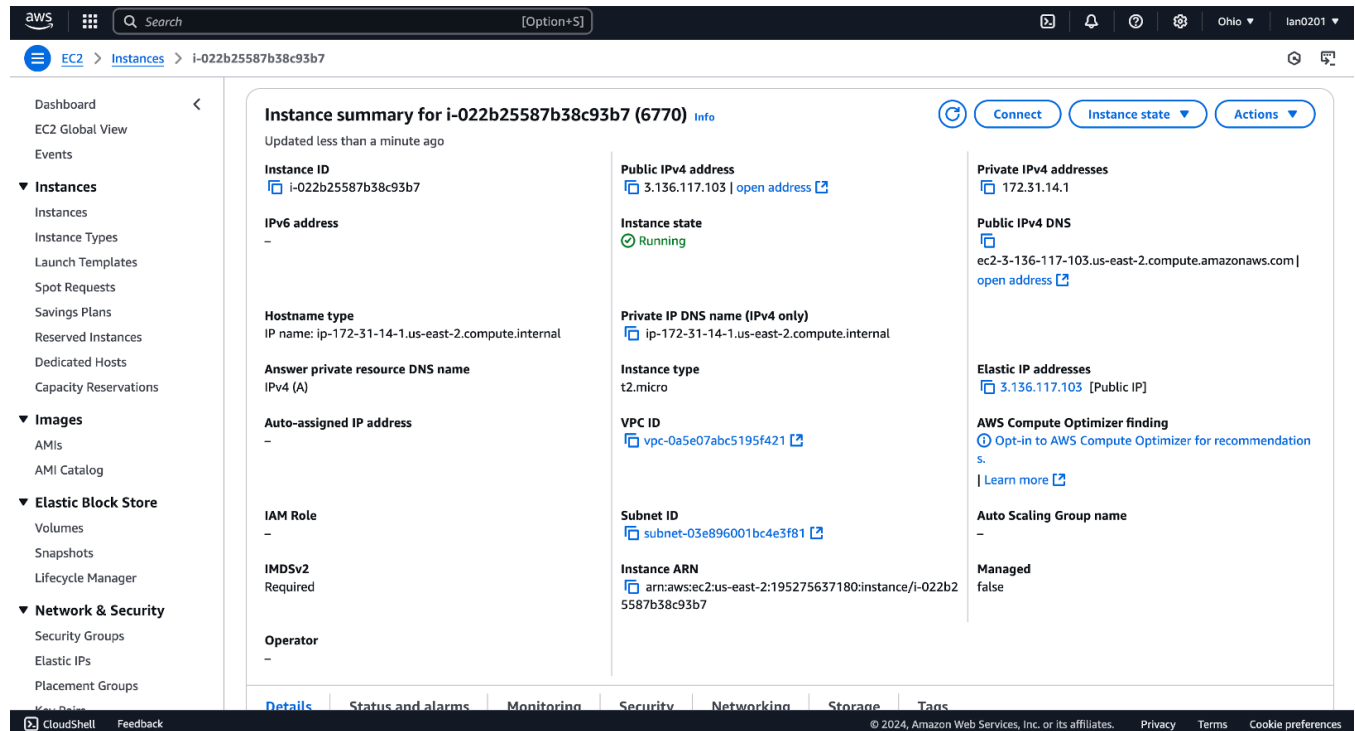 aws
Search [Option+S]
Ohio ▼
lan0201 ▼
EC2 > Instances > i-022b25587b38c93b7
Dashboard
EC2 Global View
Events
Instances
Instances
Instance Types
Launch Templates
Spot Requests
Savings Plans
Reserved Instances
Dedicated Hosts
Capacity Reservations
Images
AMIs
AMI Catalog
Elastic Block Store
Volumes
Snapshots
Lifecycle Manager
Network & Security
Security Groups
Elastic IPs
Placement Groups
Key Pairs
Instance summary for i-022b25587b38c93b7 (6770) Info
Connect
Instance state ▼
Actions ▼
Updated less than a minute ago
Instance ID
i-022b25587b38c93b7
Public IPv4 address
3.136.117.103 | open address
Private IPv4 addresses
172.31.14.1
IPv6 address
–
Instance state
Running
Public IPv4 DNS
ec2-3-136-117-103.us-east-2.compute.amazonaws.com |
open address
Hostname type
IP name: ip-172-31-14-1.us-east-2.compute.internal
Private IP DNS name (IPv4 only)
ip-172-31-14-1.us-east-2.compute.internal
Answer private resource DNS name
IPv4 (A)
Instance type
t2.micro
Elastic IP addresses
3.136.117.103 [Public IP]
Auto-assigned IP address
–
VPC ID
vpc-0a5e07abc5195f421
AWS Compute Optimizer finding
Opt-in to AWS Compute Optimizer for recommendation
s.
| Learn more
IAM Role
–
Subnet ID
subnet-03e896001bc4e3f81
Auto Scaling Group name
–
IMDSv2
Required
Instance ARN
arn:aws:ec2:us-east-2:195275637180:instance/i-022b2
5587b38c93b7
Managed
false
Operator
–
Details
Status and alarms
Monitoring
Security
Networking
Storage
Tags
CloudShell
Feedback
© 2024, Amazon Web Services, Inc. or its affiliates.
Privacy
Terms
Cookie preferences